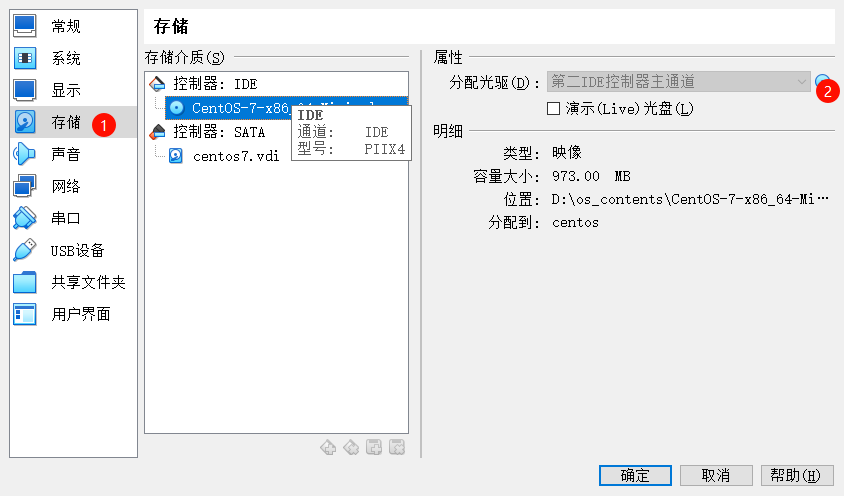 常规
系统
显示
存储 1
声音
网络
串口
USB设备
共享文件夹
用户界面
存储
存储介质(S)
控制器: IDE
CentOS-7-x86_64-Minimal
控制器: SATA
centos7.vdi
IDE
通道: IDE
型号: PIIX4
属性
分配光驱(D): 第二IDE控制器主通道
2
演示(Live)光盘(L)
明细
类型: 映像
容量大小: 973.00 MB
位置: D:\os_contents\CentOS-7-x86_64-Mi…
分配到: centos
确定
取消
帮助(H)